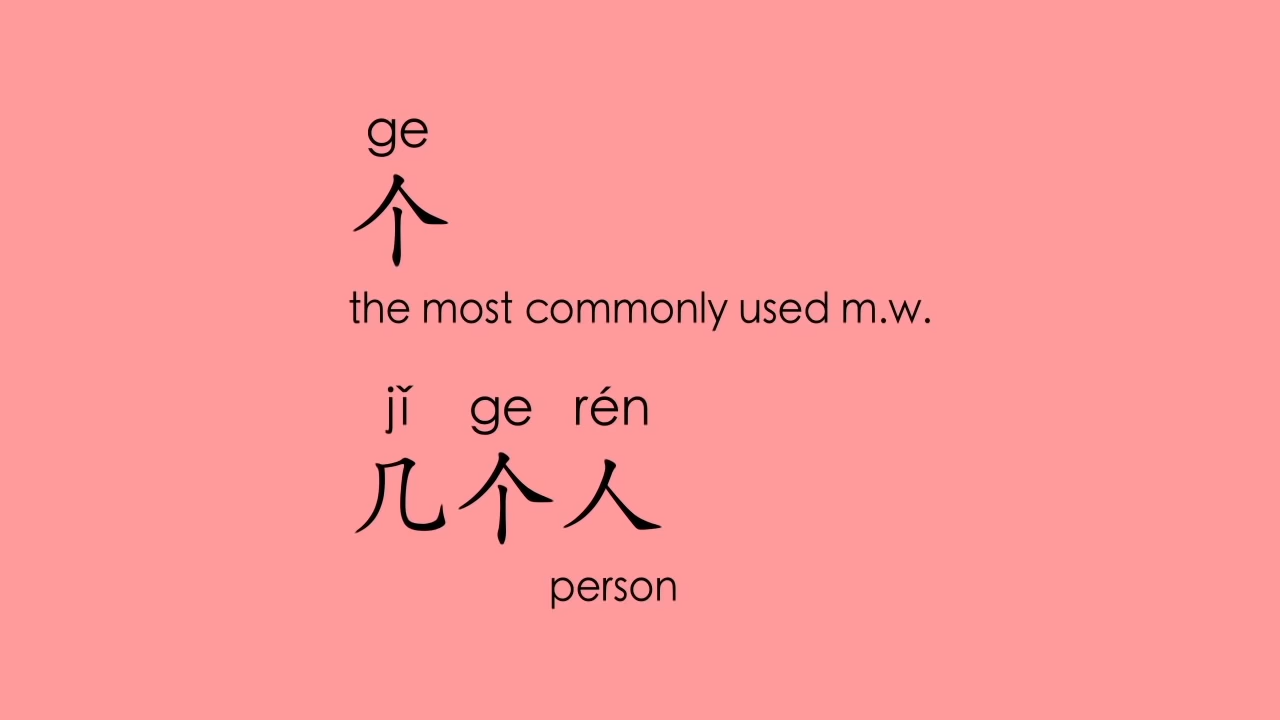 ge
个
the most commonly used m.w.
jǐ ge rén
几个人
person